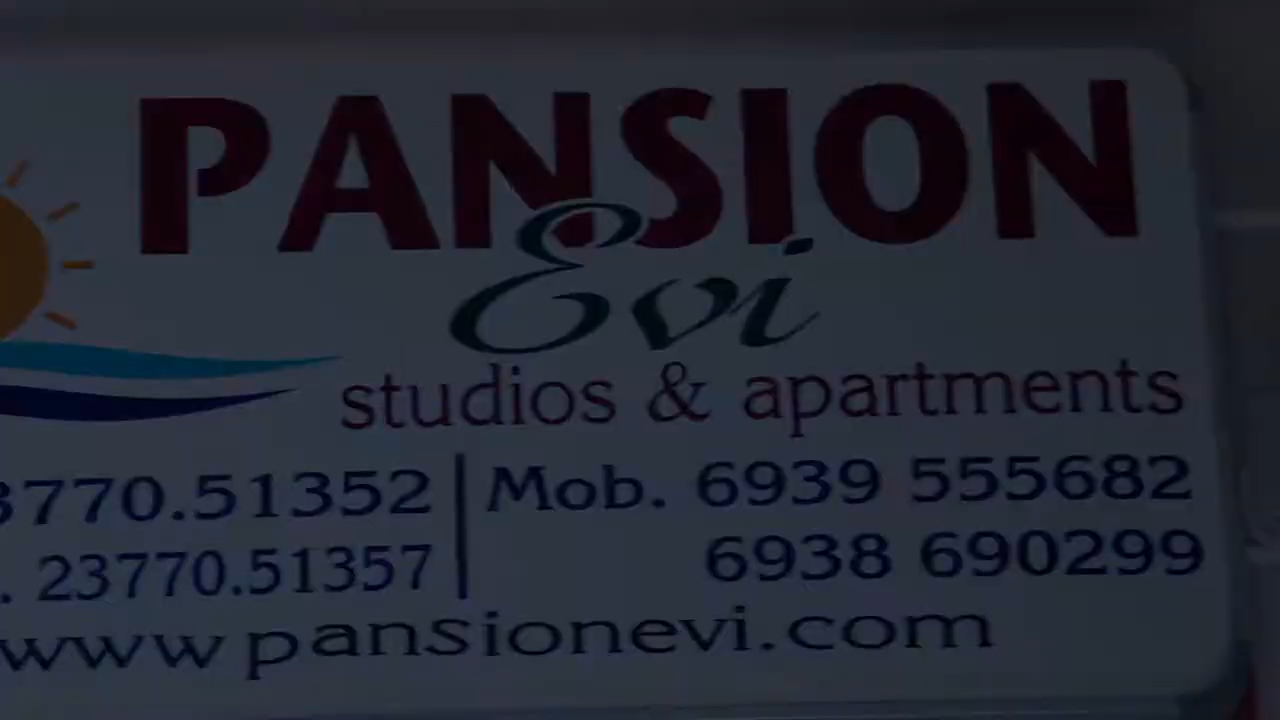 PANSION
Evi
studios & apartments
3770.51352 | Mob. 6939 555682
. 23770.51357 6938 690299
www pansionevi.com